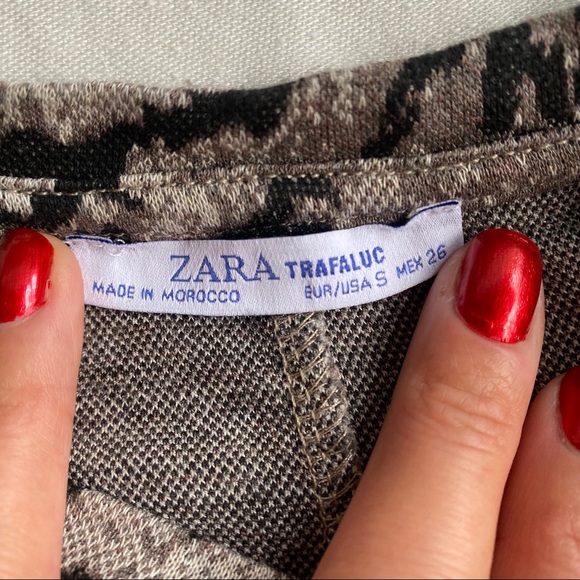 ZARA TRAFALUC
MADE IN MOROCCO EUR/USA S MEX 26